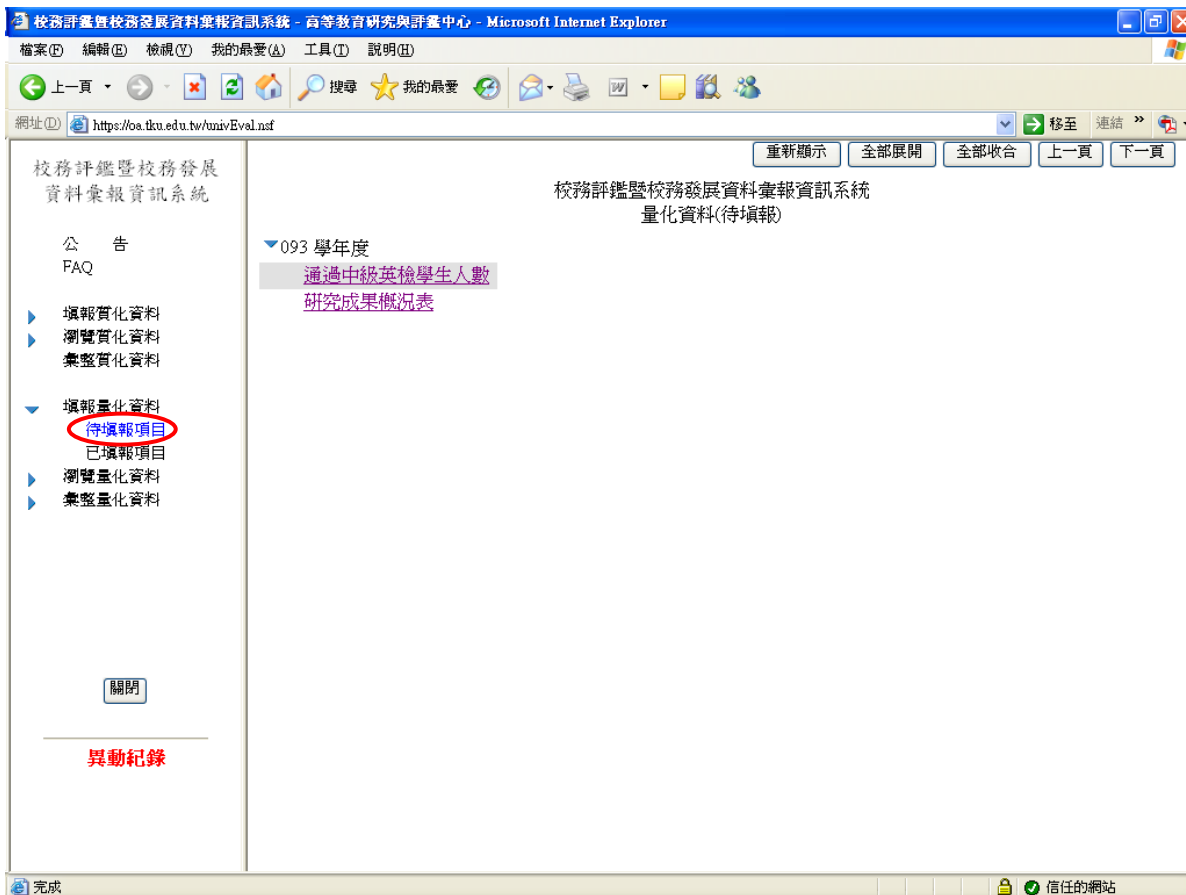 校務評鑑暨校務發展資料彙報資訊系統 - 高等教育研究與評鑑中心 - Microsoft Internet Explorer
檔案(F) 編輯(E) 檢視(V) 我的最愛(A) 工具(T) 說明(H)
上一頁 搜尋 我的最愛
網址(D) https://oa.tku.edu.tw/univEval.nsf 移至 連結 »
重新顯示 全部展開 全部收合 上一頁 下一頁
校務評鑑暨校務發展
資料彙報資訊系統
公 告
FAQ
填報質化資料
瀏覽質化資料
彙整質化資料
填報量化資料
待填報項目
已填報項目
瀏覽量化資料
彙整量化資料
關閉
異動紀錄
校務評鑑暨校務發展資料彙報資訊系統
量化資料(待填報)
093 學年度
通過中級英檢學生人數
研究成果概況表
完成 信任的網站